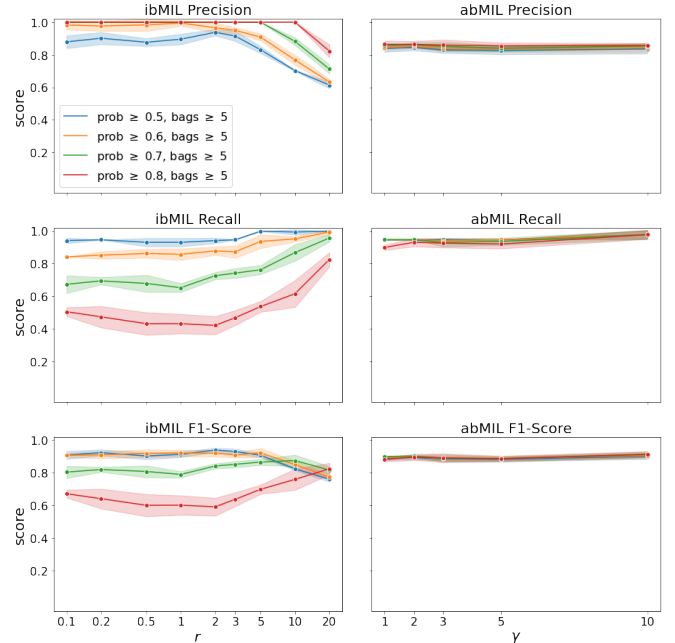 ibMIL Precision
abMIL Precision
1.0
0.8
0.6
0.4
0.2
score
prob ≥ 0.5, bags ≥ 5
prob ≥ 0.6, bags ≥ 5
prob ≥ 0.7, bags ≥ 5
prob ≥ 0.8, bags ≥ 5
ibMIL Recall
abMIL Recall
1.0
0.8
0.6
0.4
0.2
score
ibMIL F1-Score
abMIL F1-Score
1.0
0.8
0.6
0.4
0.2
score
0.1 0.2 0.5 1 2 3 5 10 20
1 2 3 5 10
r
γ